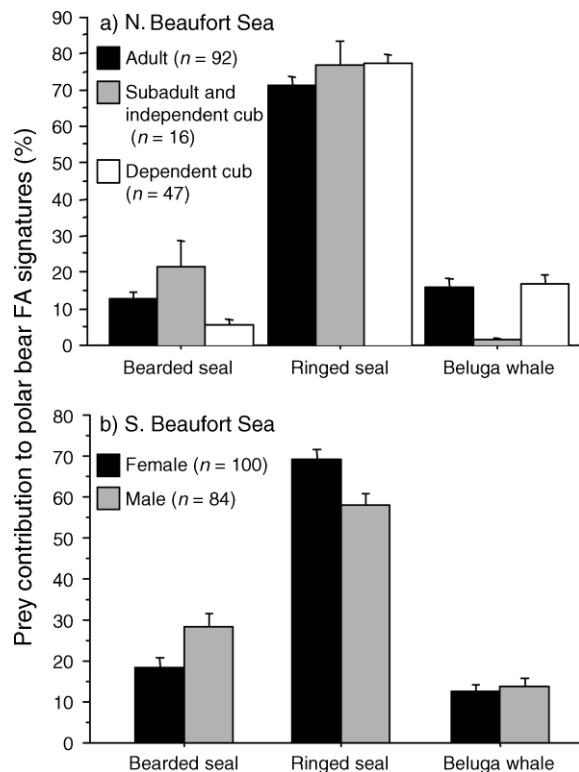 Prey contribution to polar bear FA signatures (%)
a) N. Beaufort Sea
Adult (n = 92)
Subadult and
independent cub
(n = 16)
Dependent cub
(n = 47)
90
80
70
60
50
40
30
20
10
0
Bearded seal Ringed seal Beluga whale
b) S. Beaufort Sea
Female (n = 100)
Male (n = 84)
80
70
60
50
40
30
20
10
0
Bearded seal Ringed seal Beluga whale